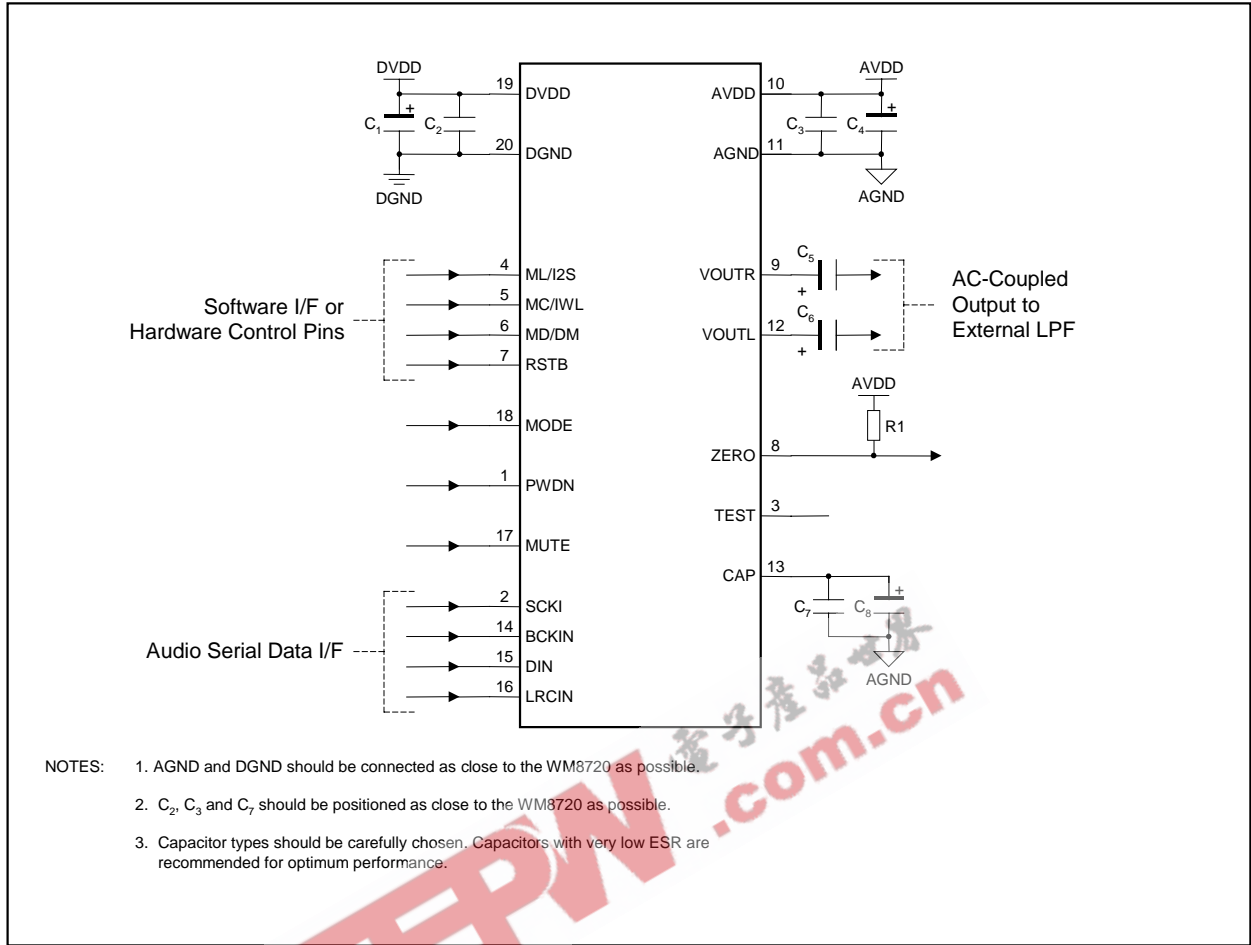 DVDD
19
DVDD
C1
+
C2
20
DGND
DGND
AVDD
10
AVDD
C3
C4
+
11
AGND
AGND
Software I/F or
Hardware Control Pins
4
ML/I2S
5
MC/IWL
6
MD/DM
7
RSTB
18
MODE
1
PWDN
17
MUTE
Audio Serial Data I/F
2
SCKI
14
BCKIN
15
DIN
16
LRCIN
VOUTR
9
C5
+
VOUTL
12
C6
+
AC-Coupled
Output to
External LPF
AVDD
R1
ZERO
8
TEST
3
CAP
13
C7
C8
+
AGND
NOTES:
1. AGND and DGND should be connected as close to the WM8720 as possible.
2. C2, C3 and C7 should be positioned as close to the WM8720 as possible.
3. Capacitor types should be carefully chosen. Capacitors with very low ESR are
recommended for optimum performance.
電子產品世界
.com.cn